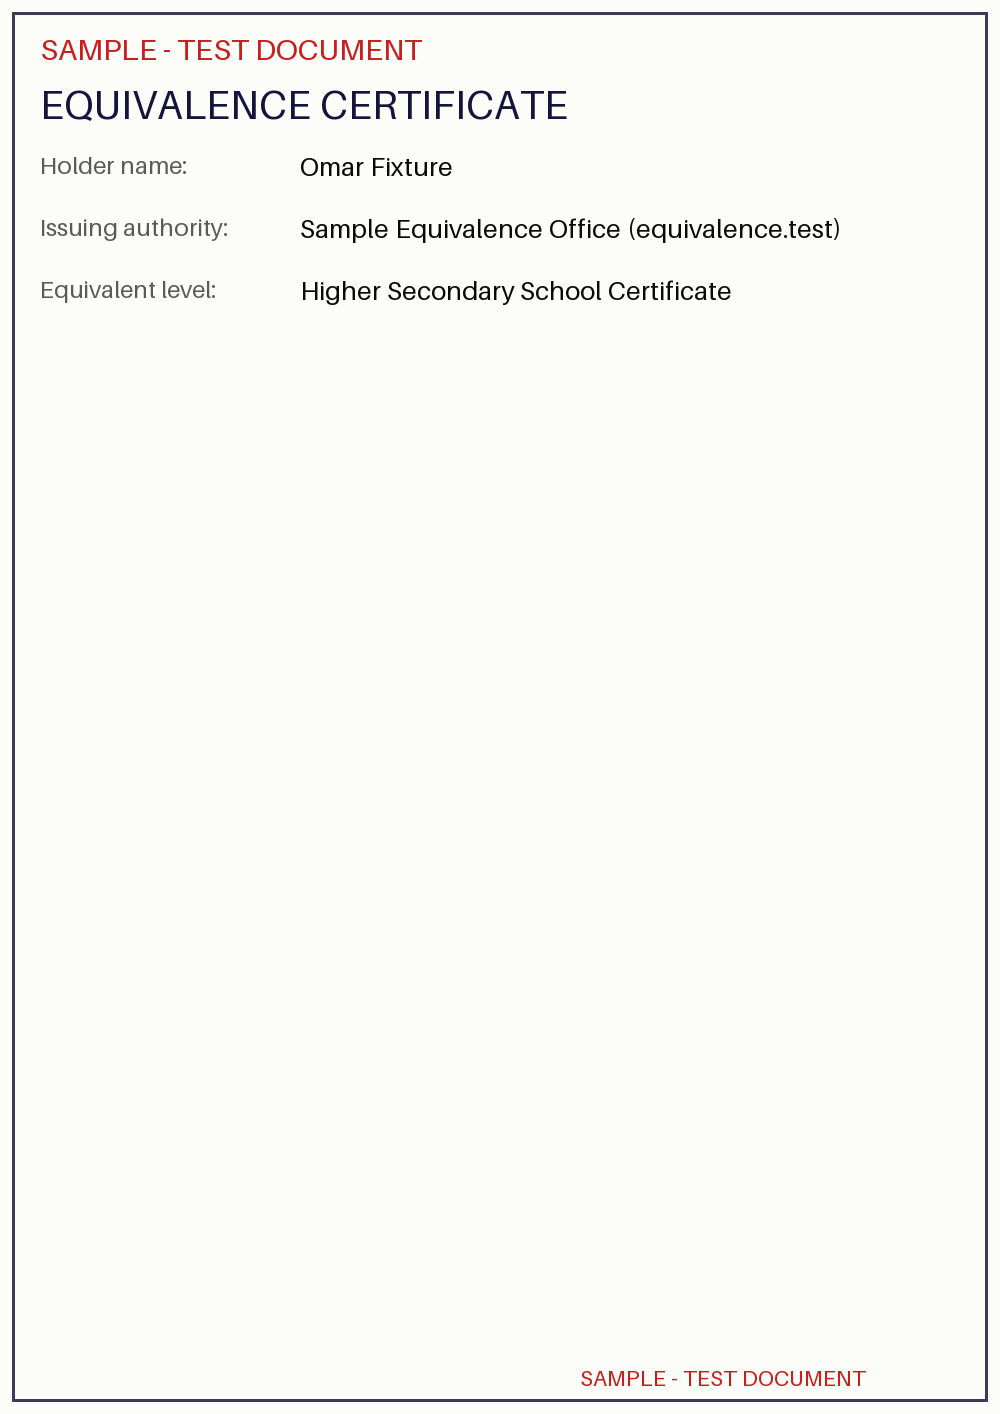 SAMPLE - TEST DOCUMENT
EQUIVALENCE CERTIFICATE
Holder name: Omar Fixture
Issuing authority: Sample Equivalence Office (equivalence.test)
Equivalent level: Higher Secondary School Certificate
SAMPLE - TEST DOCUMENT